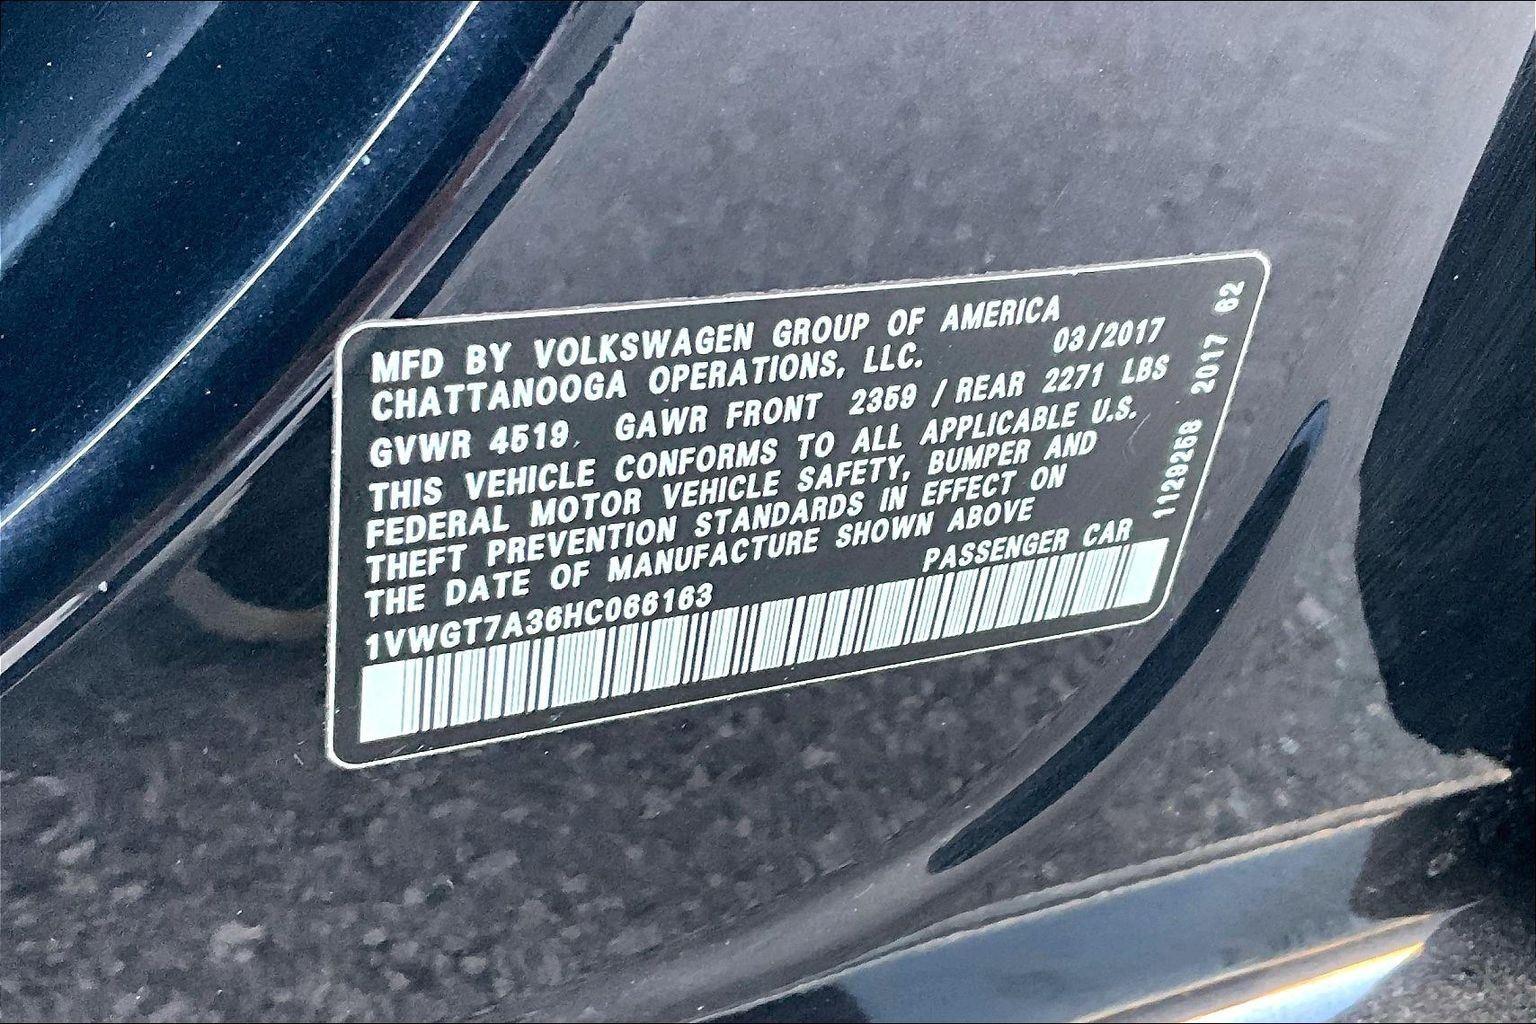 MFD BY VOLKSWAGEN GROUP OF AMERICA
CHATTANOOGA OPERATIONS, LLC. 03/2017
GVWR 4519, GAWR FRONT 2359 / REAR 2271 LBS
THIS VEHICLE CONFORMS TO ALL APPLICABLE U.S.
FEDERAL MOTOR VEHICLE SAFETY, BUMPER AND
THEFT PREVENTION STANDARDS IN EFFECT ON
THE DATE OF MANUFACTURE SHOWN ABOVE
1VWGT7A36HC066163 PASSENGER CAR
1129258 2017 62